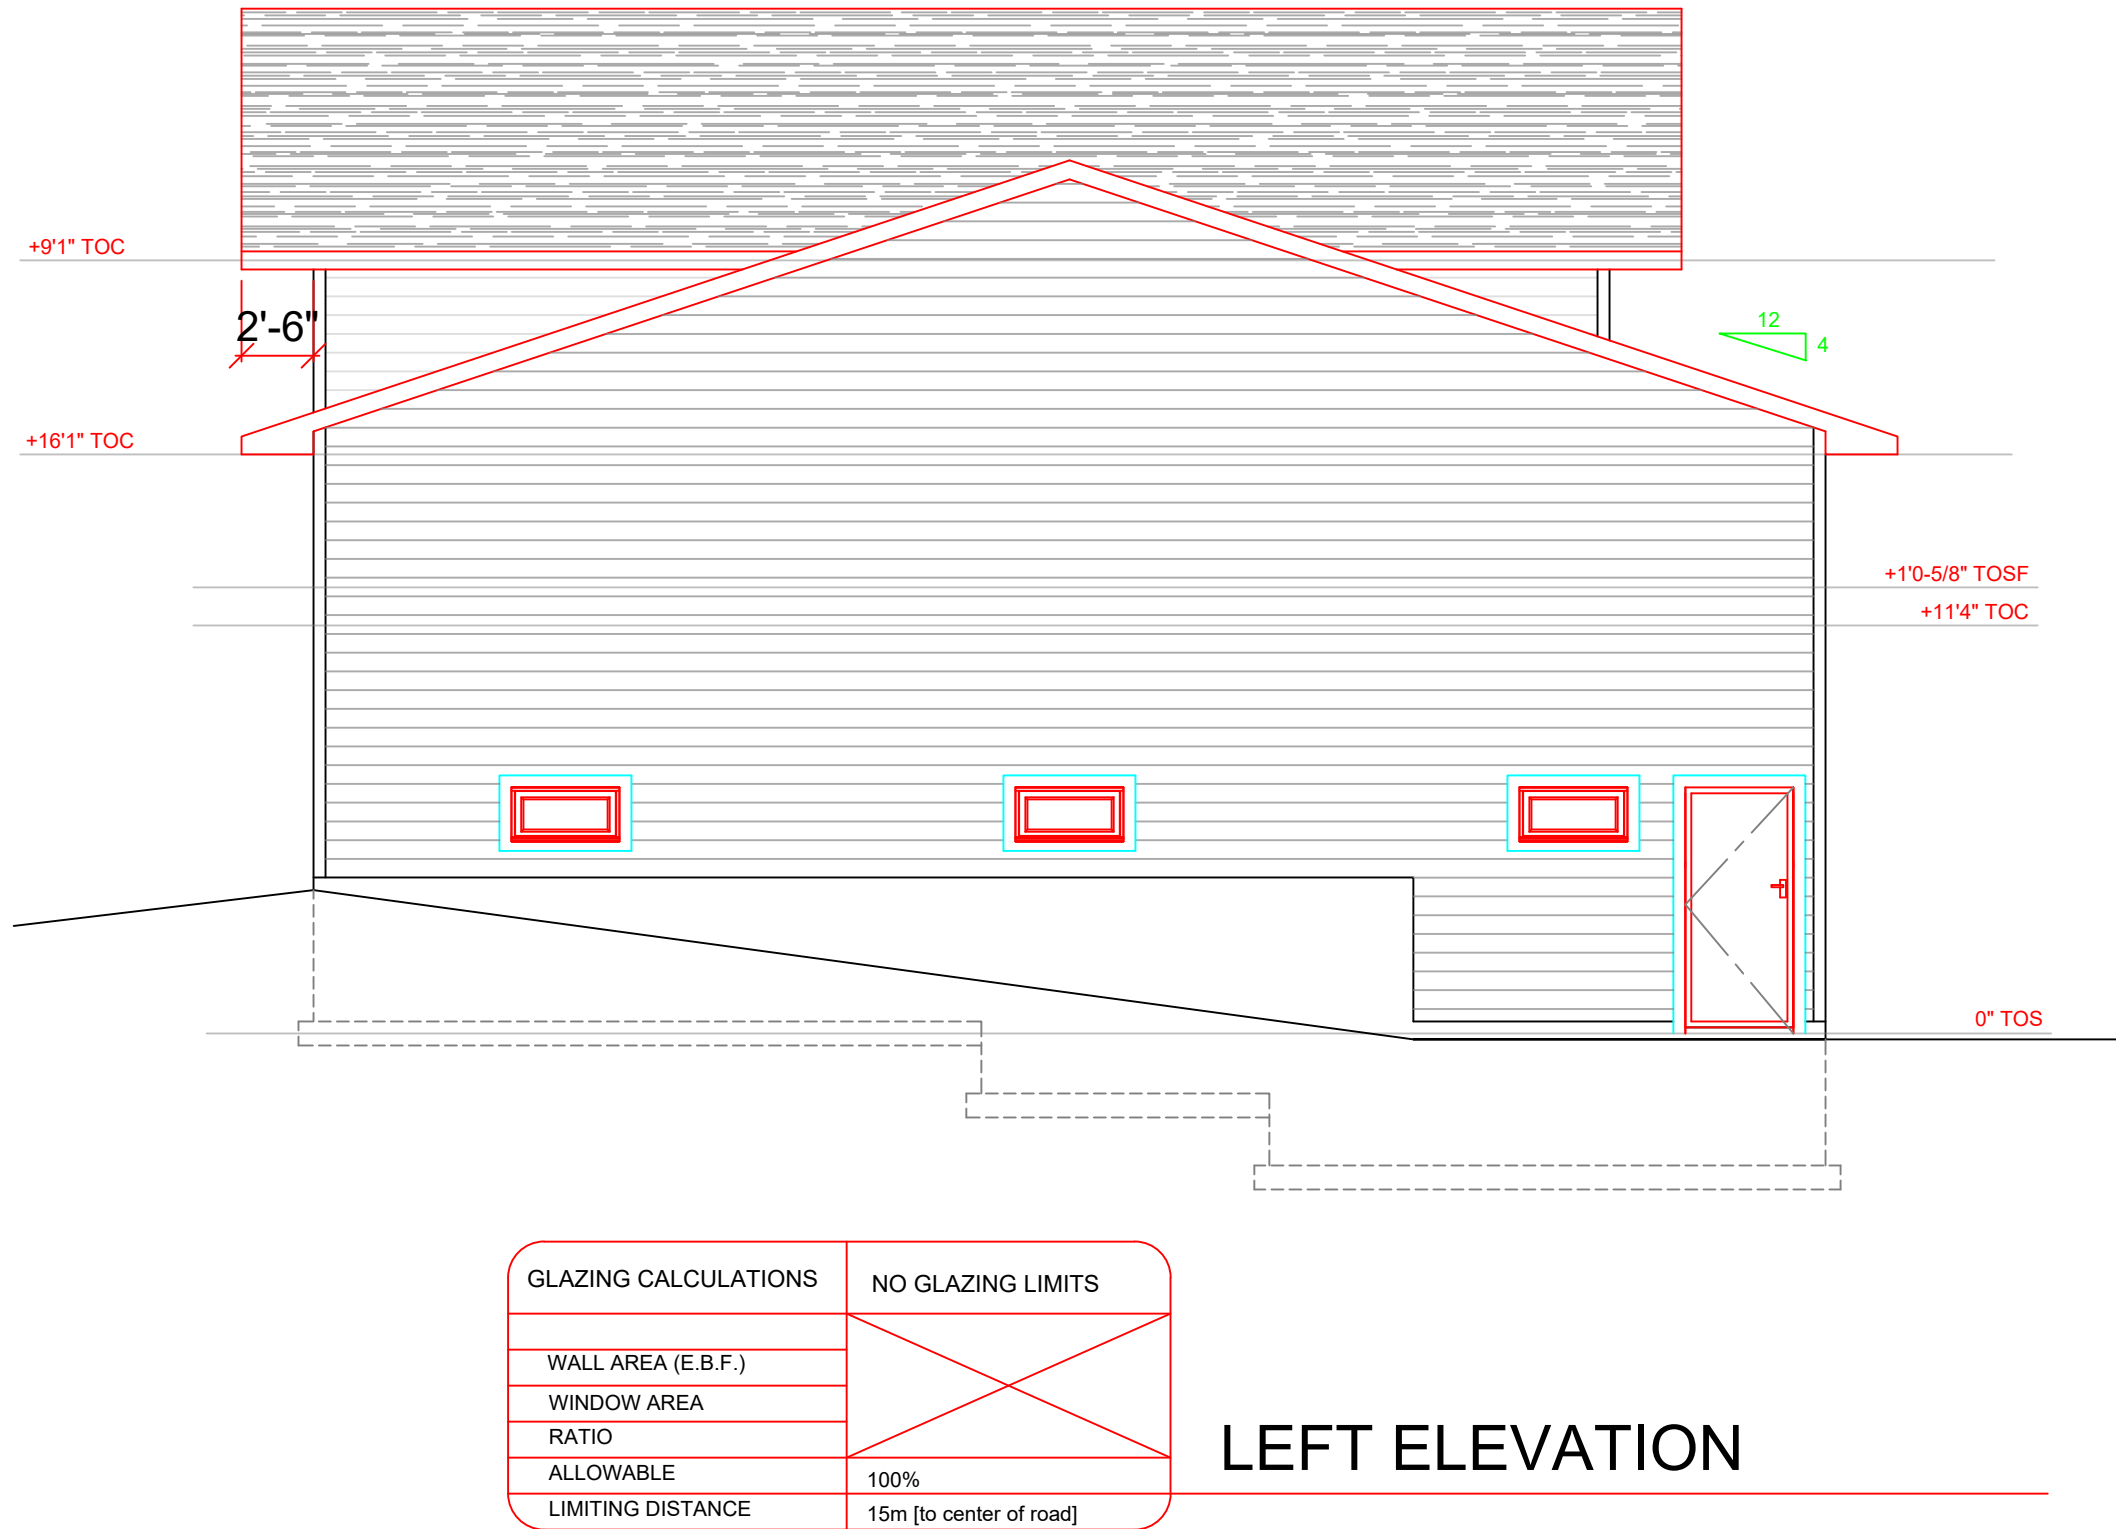 +9'1" TOC
2'-6"
12
4
+16'1" TOC
+1'0-5/8" TOSF
+11'4" TOC
0" TOS
GLAZING CALCULATIONS
NO GLAZING LIMITS
WALL AREA (E.B.F.)
WINDOW AREA
RATIO
ALLOWABLE
100%
LIMITING DISTANCE
15m [to center of road]
LEFT ELEVATION